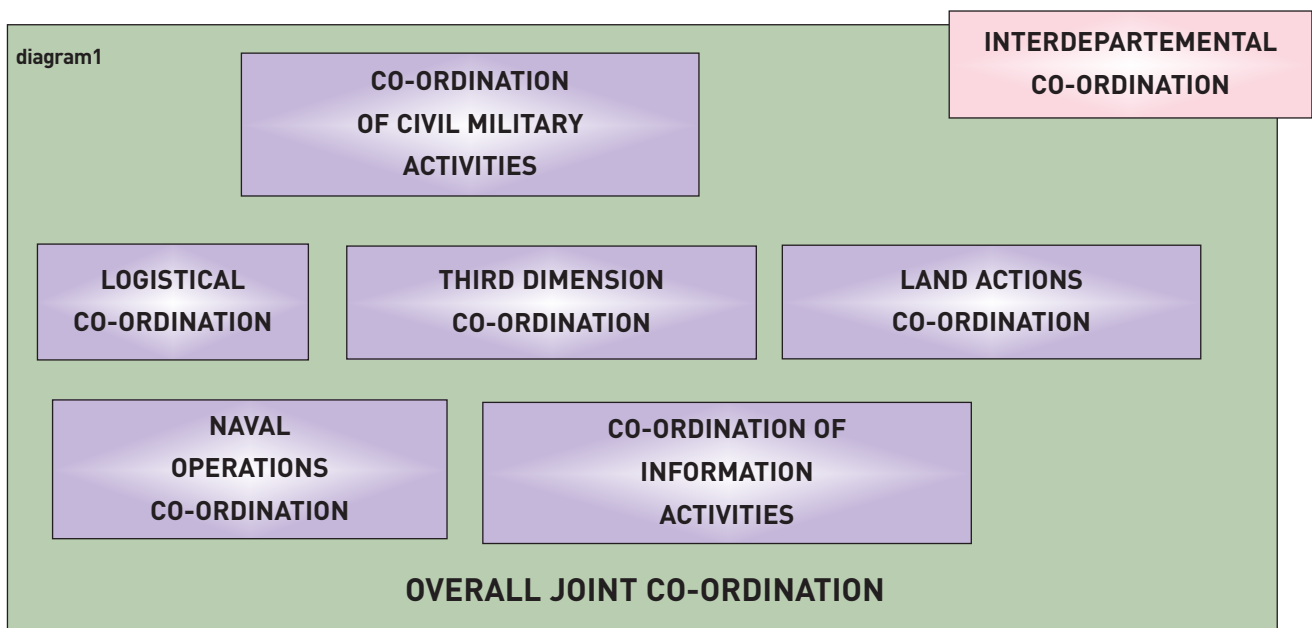 diagram1
INTERDEPARTEMENTAL
CO-ORDINATION
CO-ORDINATION
OF CIVIL MILITARY
ACTIVITIES
LOGISTICAL
CO-ORDINATION
THIRD DIMENSION
CO-ORDINATION
LAND ACTIONS
CO-ORDINATION
NAVAL
OPERATIONS
CO-ORDINATION
CO-ORDINATION OF
INFORMATION
ACTIVITIES
OVERALL JOINT CO-ORDINATION